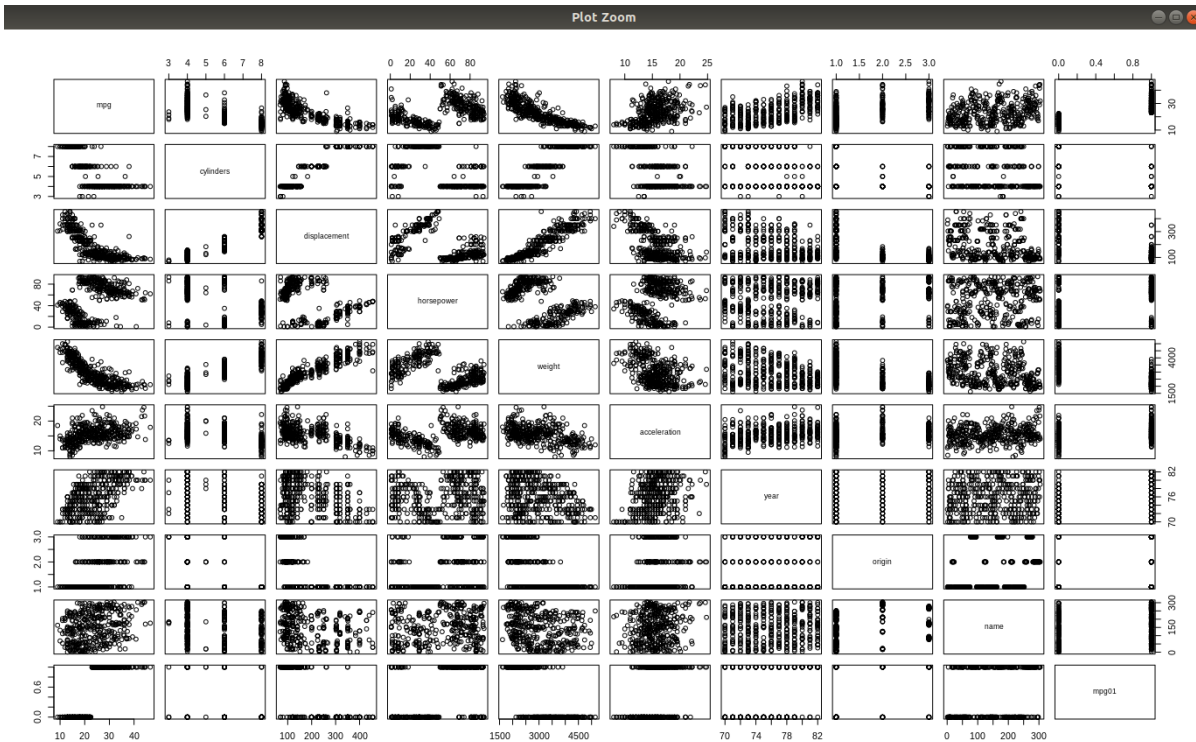 Plot Zoom
3 4 5 6 7 8
0 20 40 60 80
10 15 20 25
1.0 2.0 3.0
0.0 0.4 0.8
mpg
10 30
3 5 7
cylinders
displacement
100 300
0 40 80
horsepower
weight
1500 4000
10 15 20
acceleration
year
70 76 82
1.0 2.0 3.0
origin
name
0 150 300
0.0 0.6
mpg01
10 20 30 40
100 200 300 400
1500 3000 4500
70 74 78 82
0 100 200 300